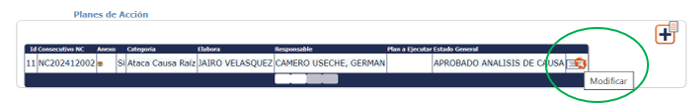 Planes de Acción
Id Consecutivo NC Anexo Categoria Elabora Responsable Plan a Ejecutar Estado General
11 NC202412002 Si Ataca Causa Raiz JAIRO VELASQUEZ CAMERO USECHE, GERMAN APROBADO ANALISIS DE CAUSA
Modificar